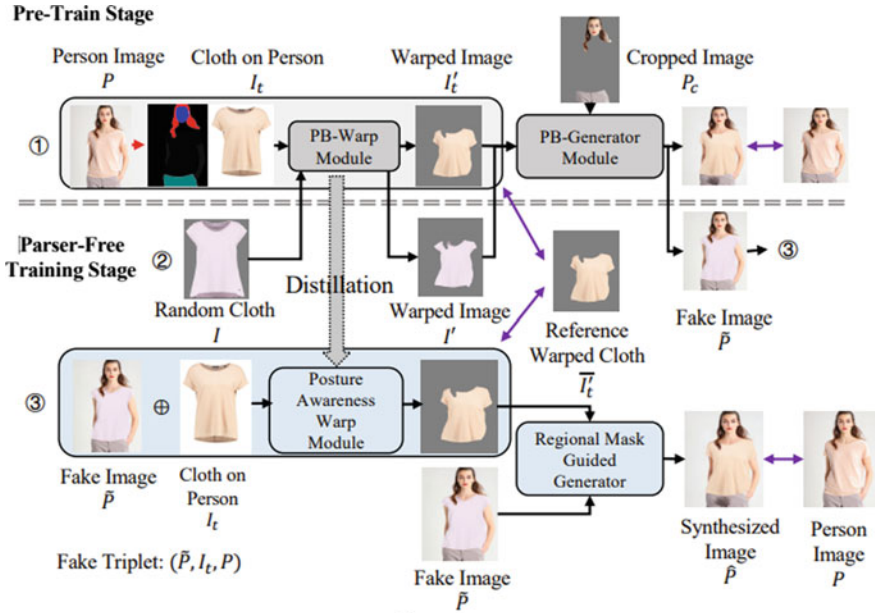 Pre-Train Stage
Person Image
P
Cloth on Person
I_t
Warped Image
I'_t
Cropped Image
P_c
①
PB-Warp
Module
PB-Generator
Module
Parser-Free
Training Stage
②
Random Cloth
I
Distillation
Warped Image
I'
Reference
Warped Cloth
\overline{I'_t}
③
Fake Image
P̃
③
⊕
Posture
Awareness
Warp
Module
Fake Image
P̃
Cloth on
Person
I_t
Regional Mask
Guided
Generator
Synthesized
Image
P̂
Person
Image
P
Fake Triplet: (P̃, I_t, P)
Fake Image
P̃